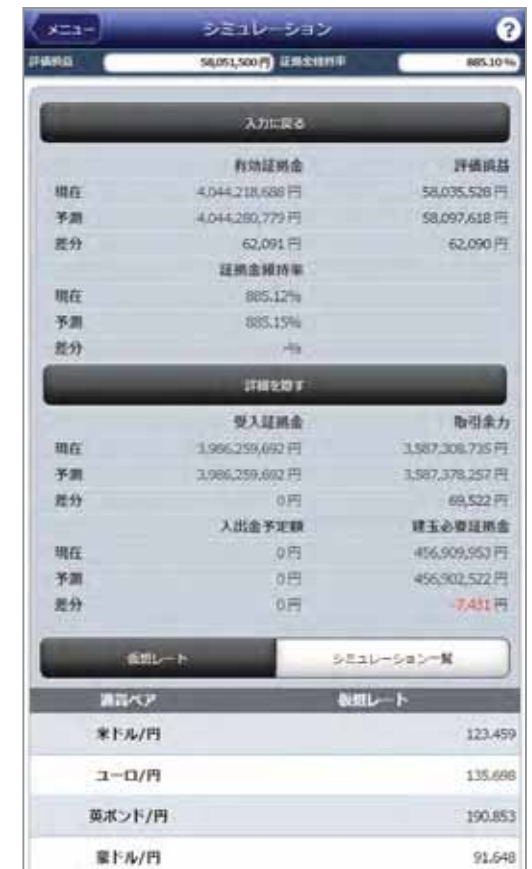 メニュー シミュレーション ?
評価損益 58,051,500円 証拠金維持率 885.10%
入力に戻る
有効証拠金 評価損益
現在 4,044,218,688円 58,035,528円
予測 4,044,280,779円 58,097,618円
差分 62,091円 62,090円
証拠金維持率
現在 885.12%
予測 885.15%
差分 -%
詳細を隠す
受入証拠金 取引余力
現在 3,986,259,692円 3,587,308,735円
予測 3,986,259,692円 3,587,378,257円
差分 0円 69,522円
入出金予定額 建玉必要証拠金
現在 0円 456,909,953円
予測 0円 456,902,522円
差分 0円 -7,431円
仮想レート シミュレーション一覧
通貨ペア 仮想レート
米ドル/円 123.459
ユーロ/円 135.698
英ポンド/円 190.853
豪ドル/円 91.648